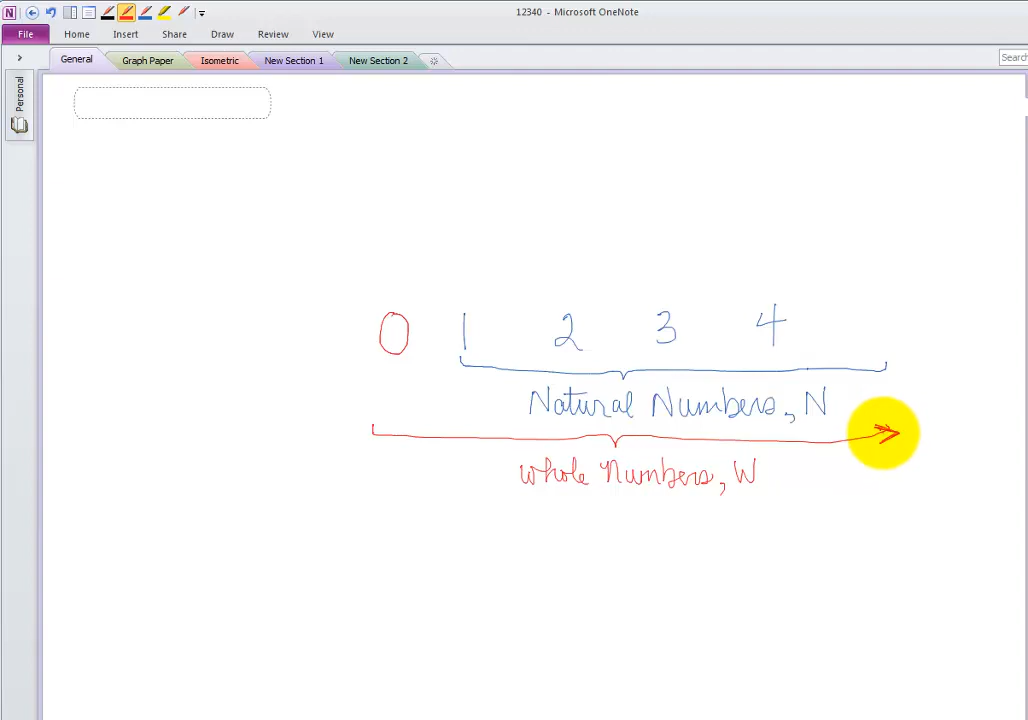 12340 - Microsoft OneNote
File Home Insert Share Draw Review View
General Graph Paper Isometric New Section 1 New Section 2
Search
Personal
0 1 2 3 4
Natural Numbers, N
whole Numbers, W